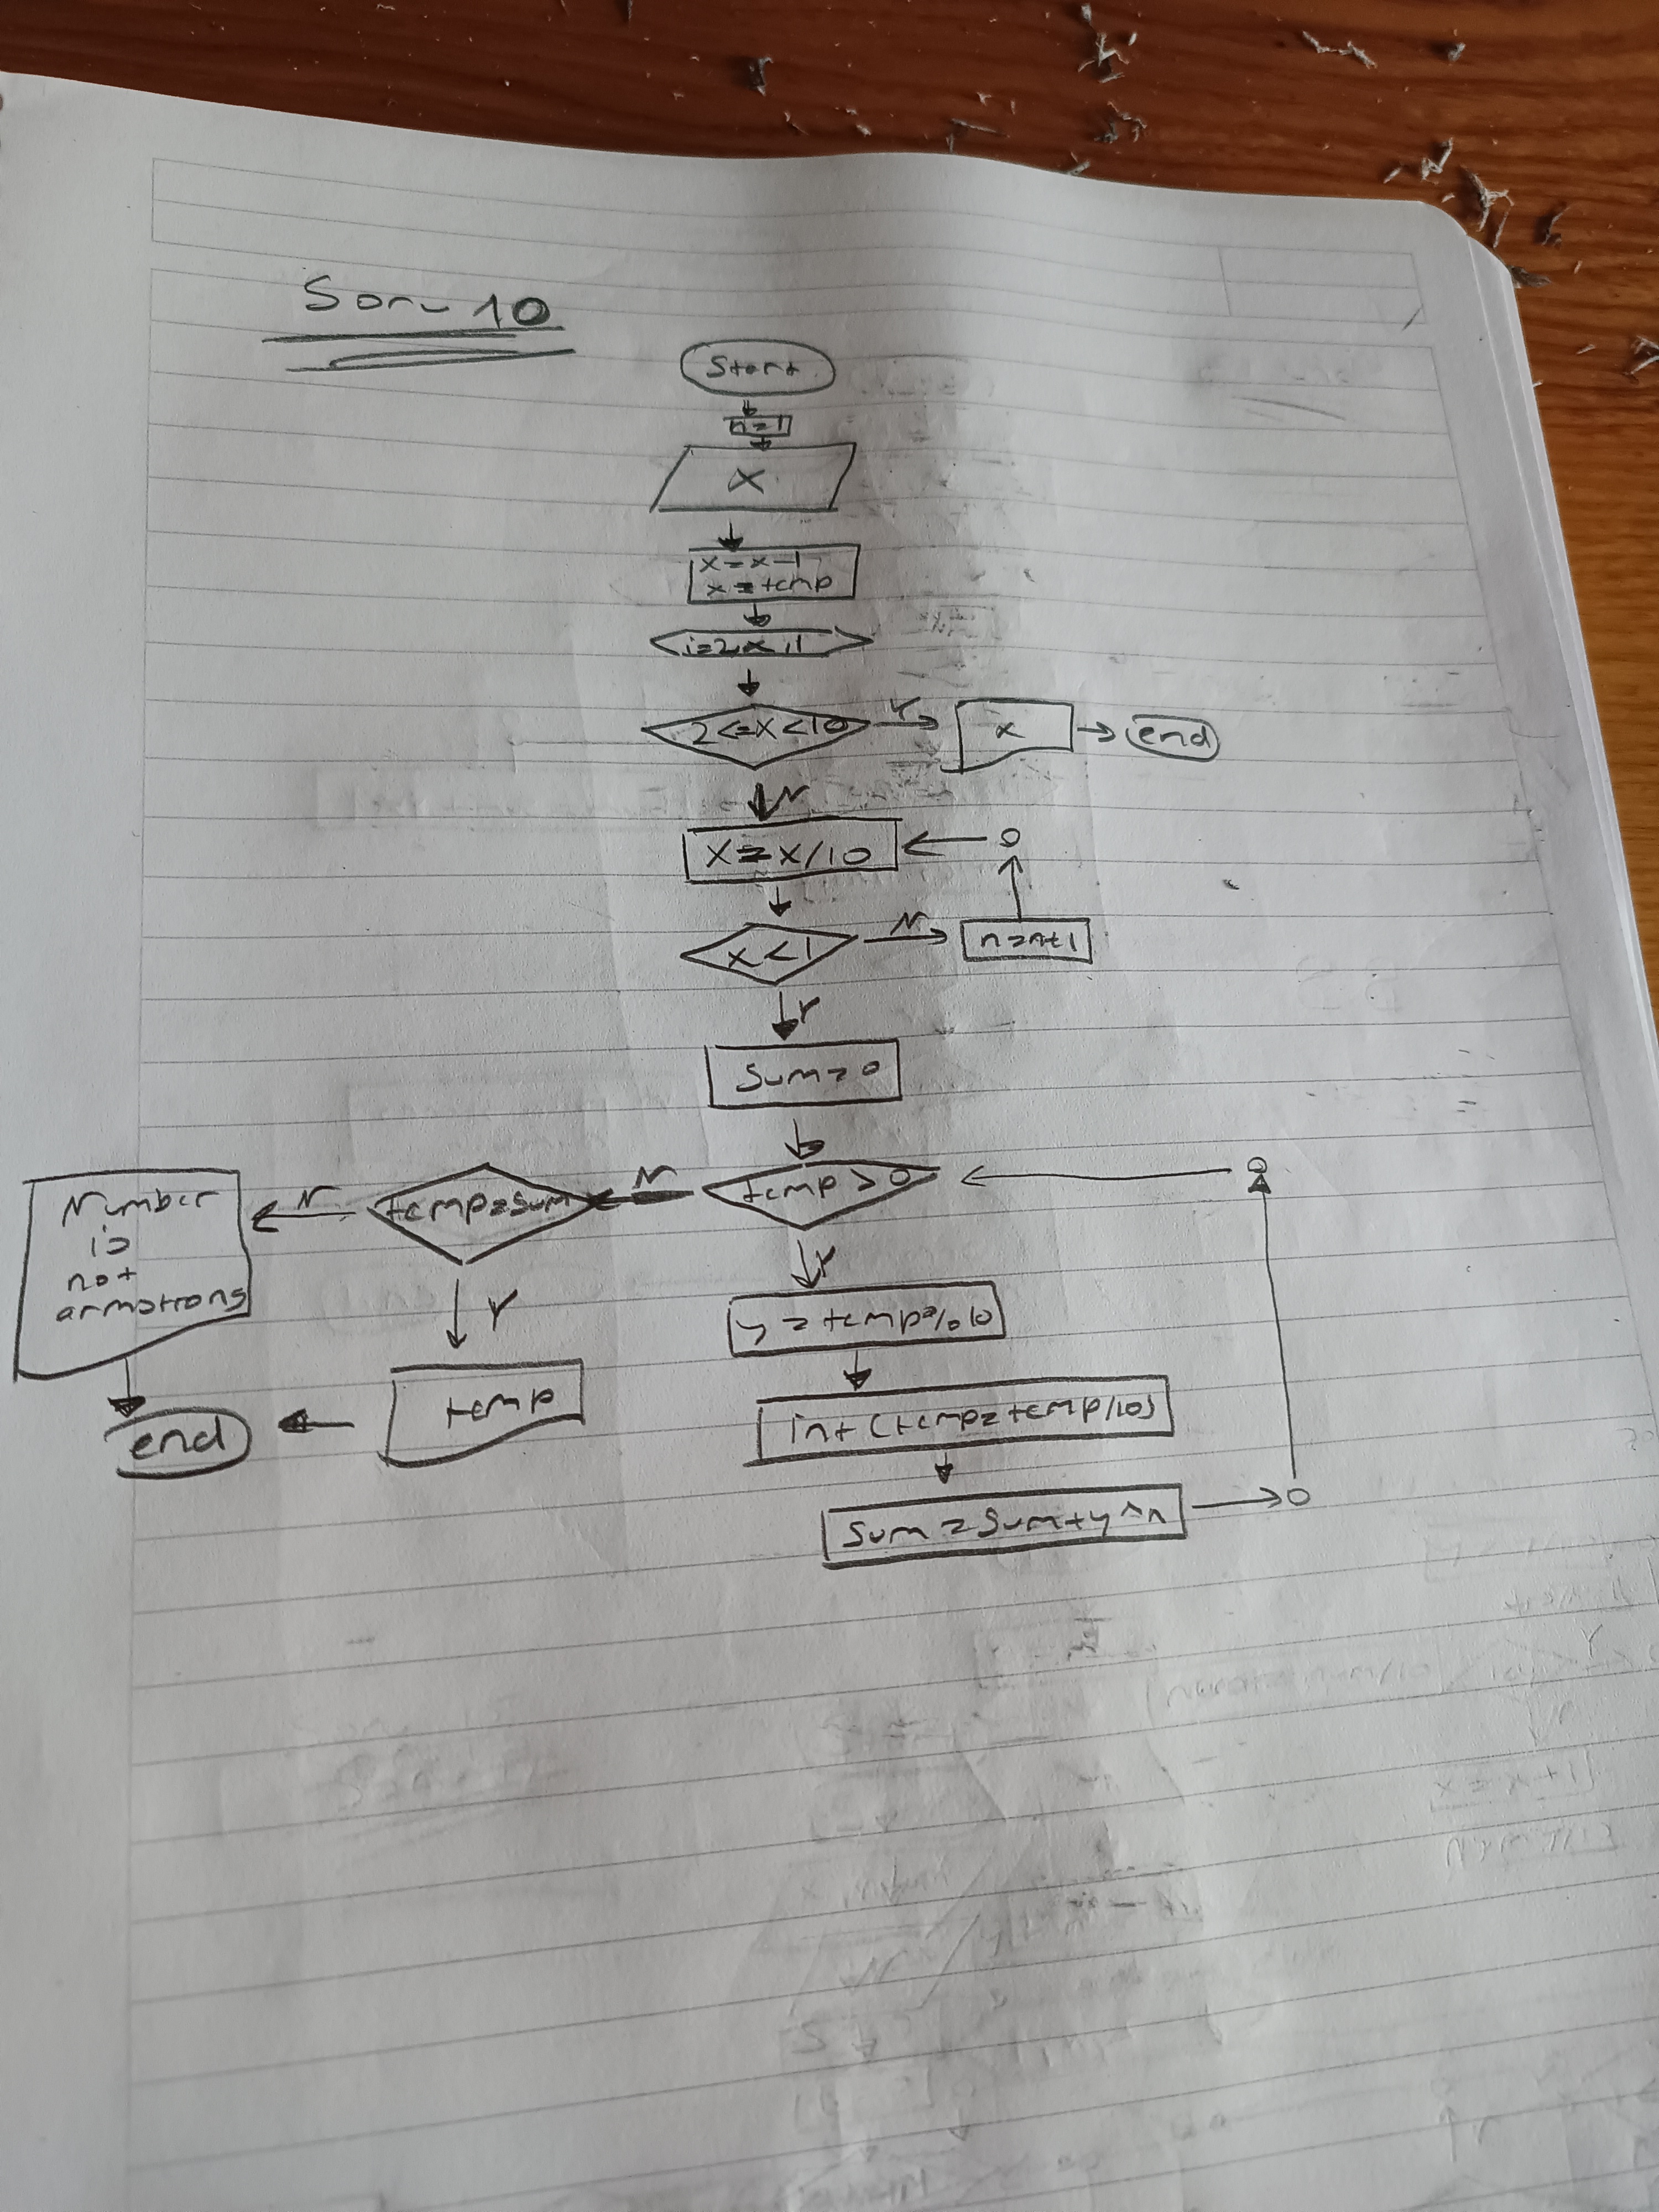 Soru 10
Start
n=1
x
x=x-1
x=temp
i=2,x,1
2<=x<10
Y
x
end
N
x=x/10
x<1
N
n=n+1
Y
sum=0
temp>0
N
temp=sum
N
Number
is
not
armstrong
Y
Y
y=temp%10
temp
end
int(temp=temp/10)
sum=sum+y^n